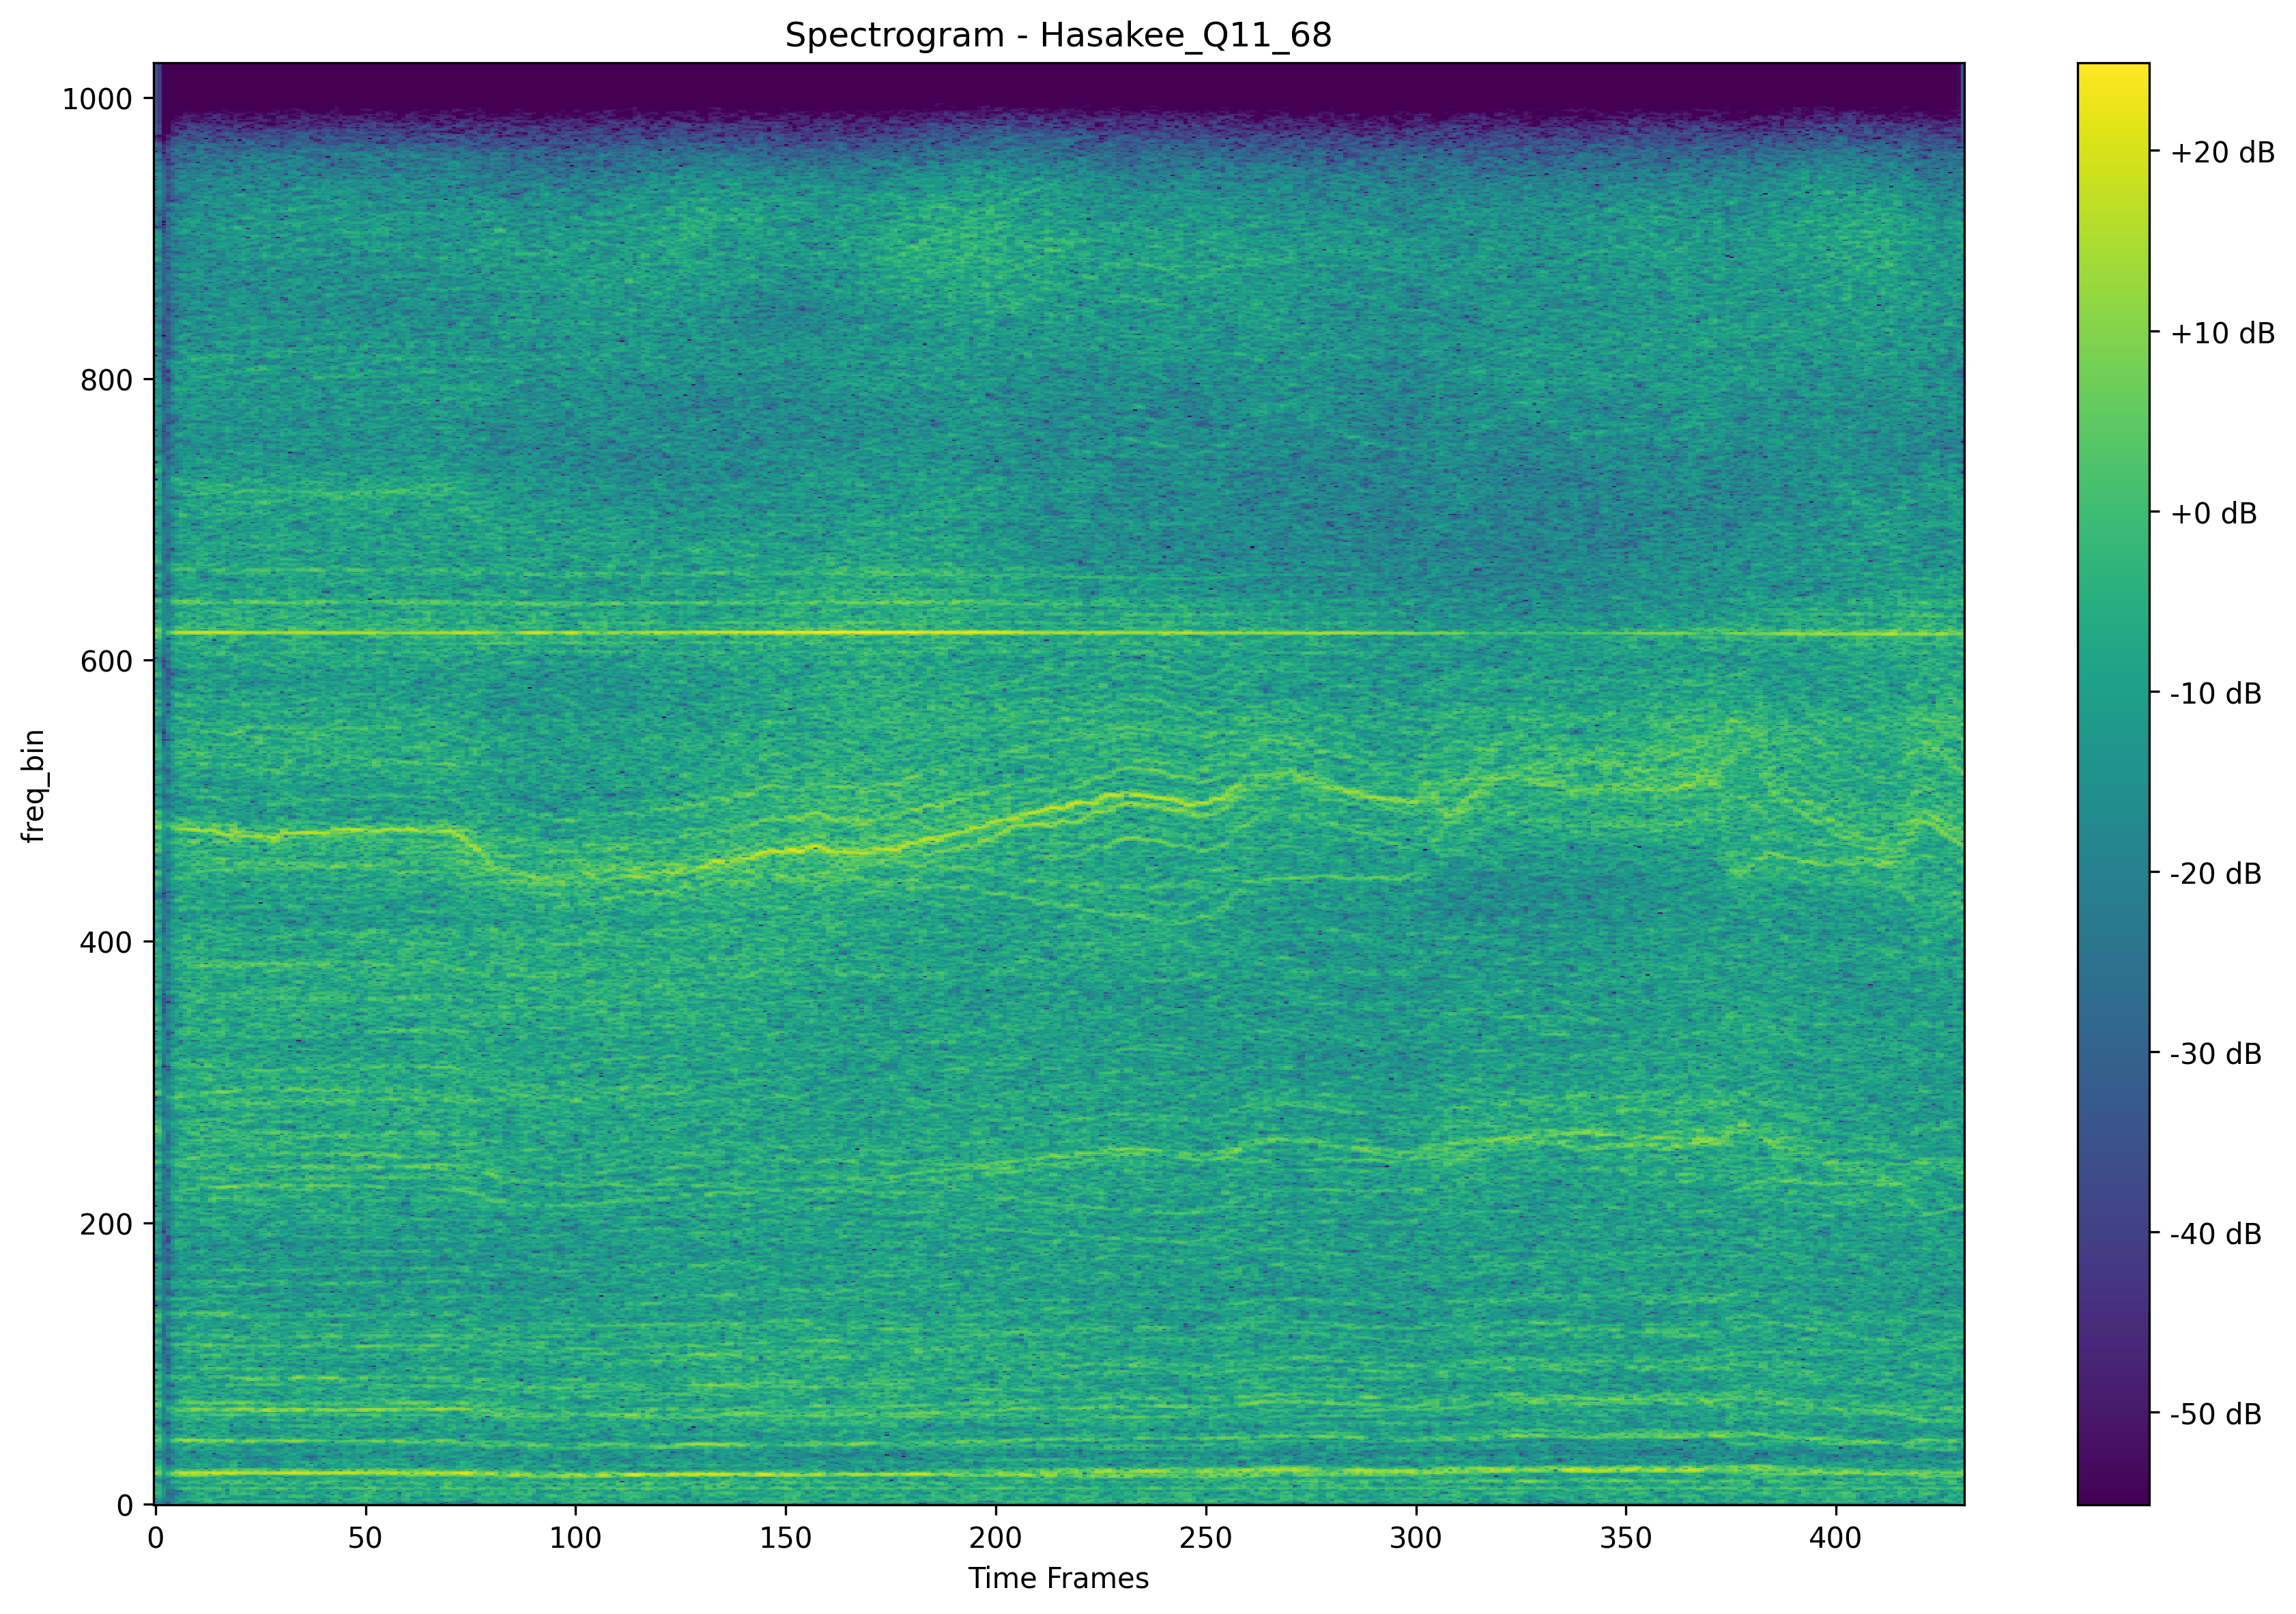 Spectrogram - Hasakee_Q11_68
freq_bin
1000
800
600
400
200
0
0 50 100 150 200 250 300 350 400
Time Frames
+20 dB
+10 dB
+0 dB
-10 dB
-20 dB
-30 dB
-40 dB
-50 dB